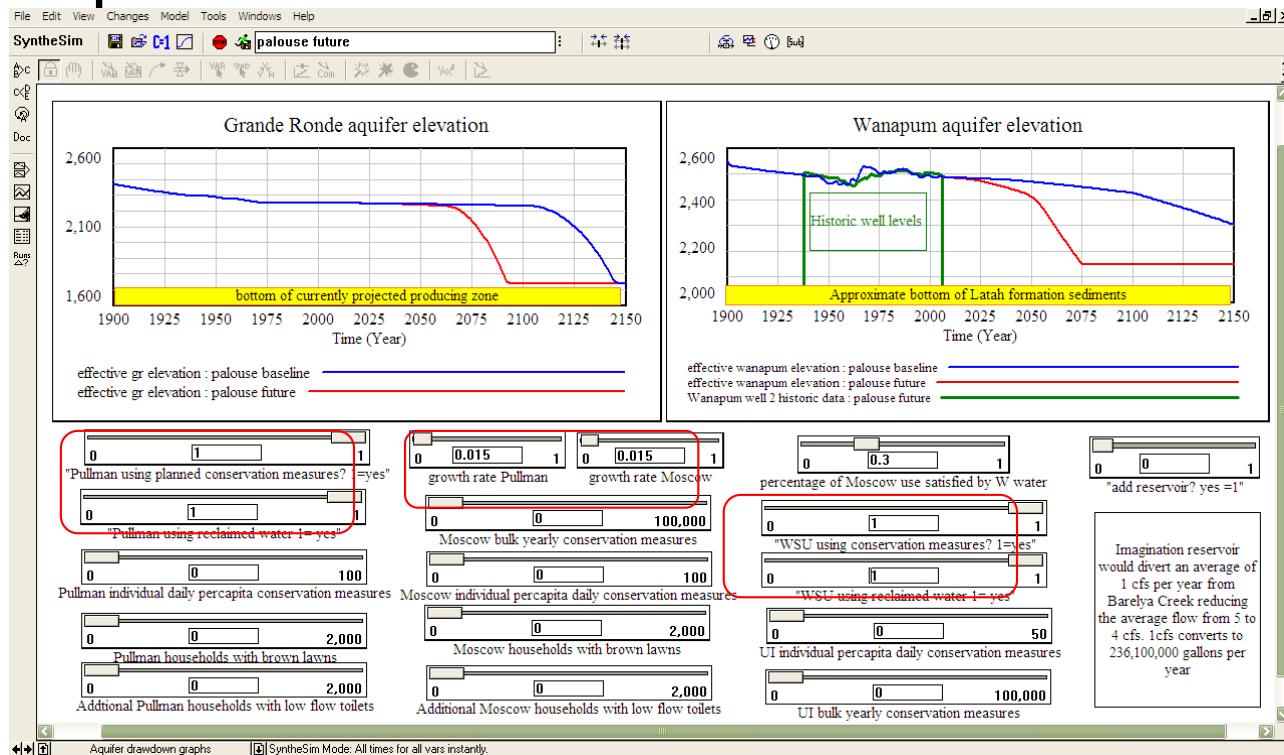 File Edit View Changes Model Tools Windows Help
SyntheSim palouse future
Doc
Runs
Grande Ronde aquifer elevation
2,600
2,100
1,600
bottom of currently projected producing zone
1900 1925 1950 1975 2000 2025 2050 2075 2100 2125 2150
Time (Year)
effective gr elevation : palouse baseline
effective gr elevation : palouse future
Wanapum aquifer elevation
2,600
2,400
2,200
2,000
Historic well levels
Approximate bottom of Latah formation sediments
1900 1925 1950 1975 2000 2025 2050 2075 2100 2125 2150
Time (Year)
effective wanapum elevation : palouse baseline
effective wanapum elevation : palouse future
Wanapum well 2 historic data : palouse future
0 1 1
"Pullman using planned conservation measures? 1=yes"
0 1 1
"Pullman using reclaimed water 1= yes"
0 0 100
Pullman individual daily percapita conservation measures
0 0 2,000
Pullman households with brown lawns
0 0 2,000
Addtional Pullman households with low flow toilets
0 0.015 1
growth rate Pullman
0 0.015 1
growth rate Moscow
0 0 100,000
Moscow bulk yearly conservation measures
0 0 100
Moscow individual percapita daily conservation measures
0 0 2,000
Moscow households with brown lawns
0 0 2,000
Additional Moscow households with low flow toilets
0 0.3 1
percentage of Moscow use satisfied by W water
0 1 1
"WSU using conservation measures? 1=yes"
0 1 1
"WSU using reclaimed water 1= yes"
0 0 50
UI individual percapita daily conservation measures
0 0 100,000
UI bulk yearly conservation measures
0 0 1
"add reservoir? yes =1"
Imagination reservoir
would divert an average of
1 cfs per year from
Barelya Creek reducing
the average flow from 5 to
4 cfs. 1cfs converts to
236,100,000 gallons per
year
Aquifer drawdown graphs SyntheSim Mode: All times for all vars instantly.